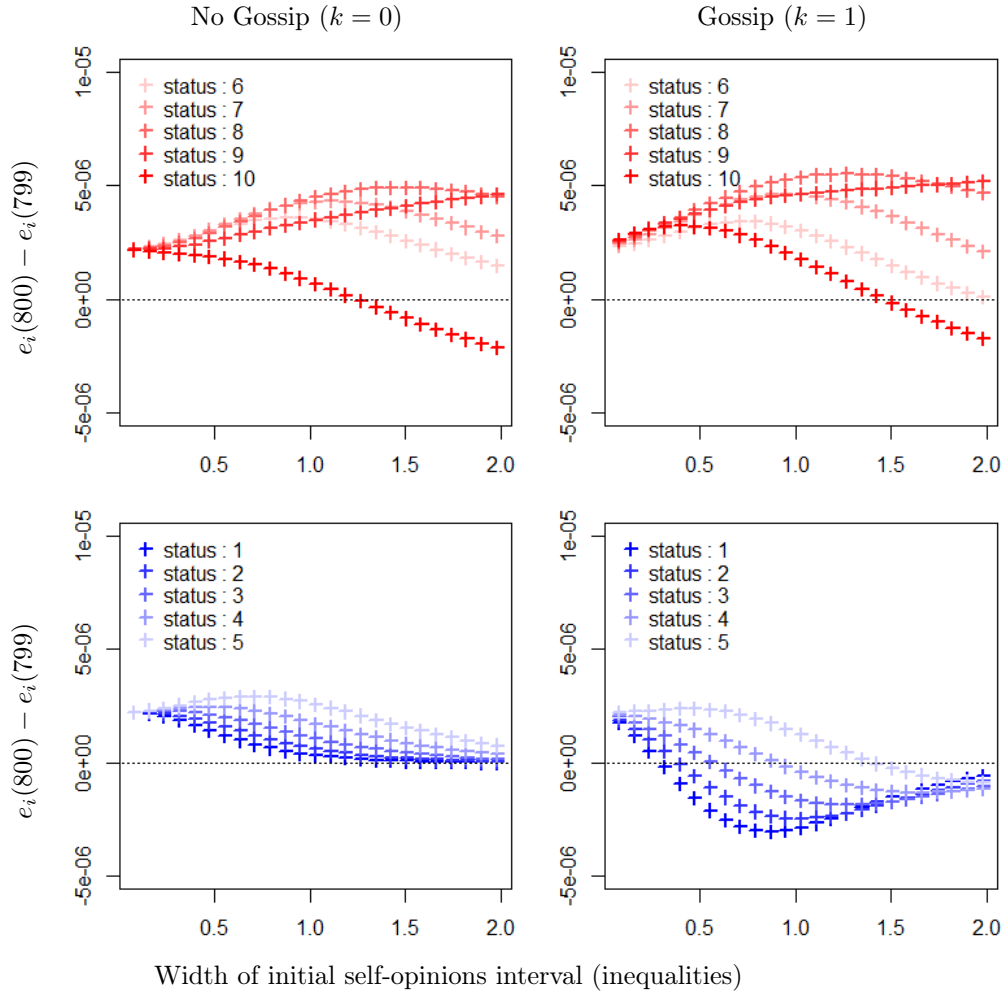 No Gossip (k = 0)
Gossip (k = 1)
e_i(800) − e_i(799)
1e-05
5e-06
0e+00
-5e-06
status : 6
status : 7
status : 8
status : 9
status : 10
0.5 1.0 1.5 2.0
1e-05
5e-06
0e+00
-5e-06
status : 6
status : 7
status : 8
status : 9
status : 10
0.5 1.0 1.5 2.0
e_i(800) − e_i(799)
1e-05
5e-06
0e+00
-5e-06
status : 1
status : 2
status : 3
status : 4
status : 5
0.5 1.0 1.5 2.0
1e-05
5e-06
0e+00
-5e-06
status : 1
status : 2
status : 3
status : 4
status : 5
0.5 1.0 1.5 2.0
Width of initial self-opinions interval (inequalities)